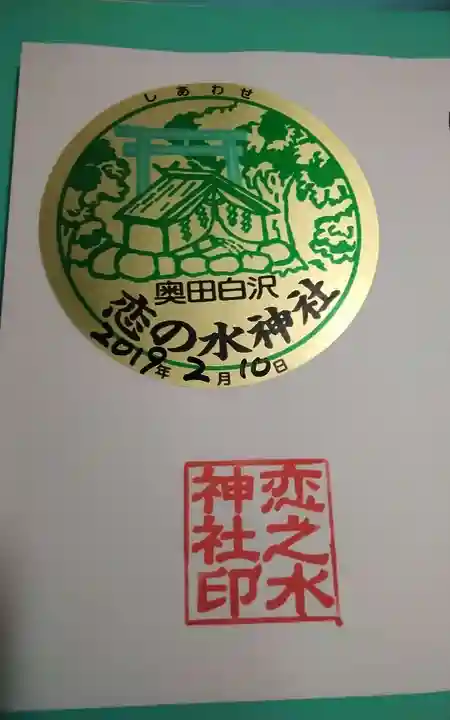 しあわせ
奥田白沢
恋の水神社
2019年2月10日
恋之水
神社印